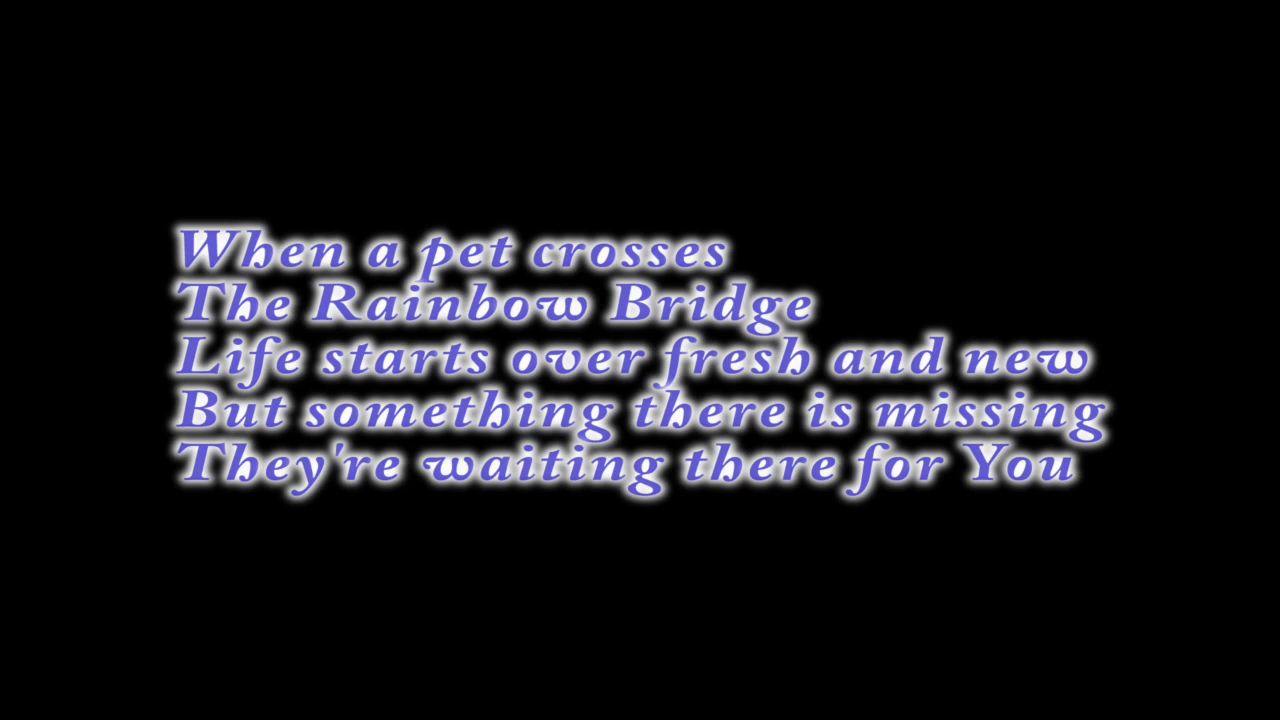 When a pet crosses
The Rainbow Bridge
Life starts over fresh and new
But something there is missing
They're waiting there for You